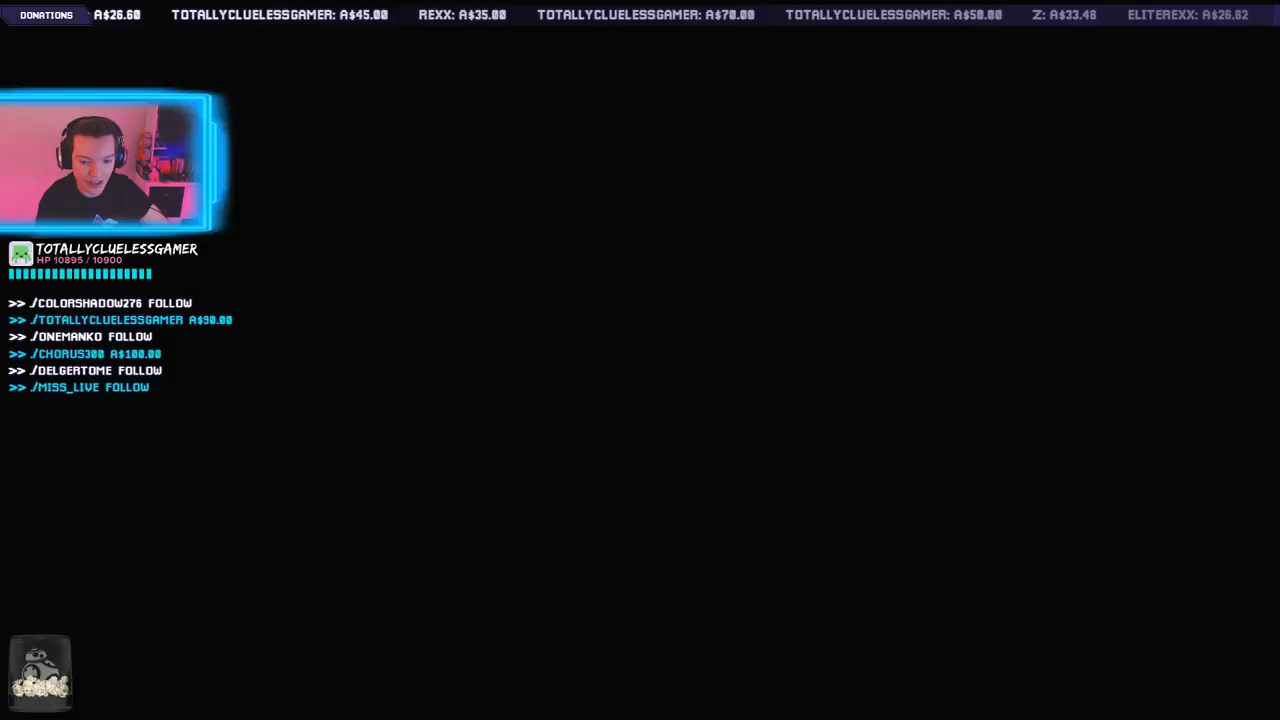 DONATIONS A$26.60 TOTALLYCLUELESSGAMER: A$45.00 REXX: A$35.00 TOTALLYCLUELESSGAMER: A$70.00 TOTALLYCLUELESSGAMER: A$50.00 Z: A$33.48 ELITEREXX: A$26.82
TOTALLYCLUELESSGAMER
HP 10895 / 10900
>> ./COLORSHADOW276 FOLLOW
>> ./TOTALLYCLUELESSGAMER A$90.00
>> ./ONEMANKO FOLLOW
>> ./CHORUS300 A$100.00
>> ./DELGERTOME FOLLOW
>> ./MISS_LIVE FOLLOW